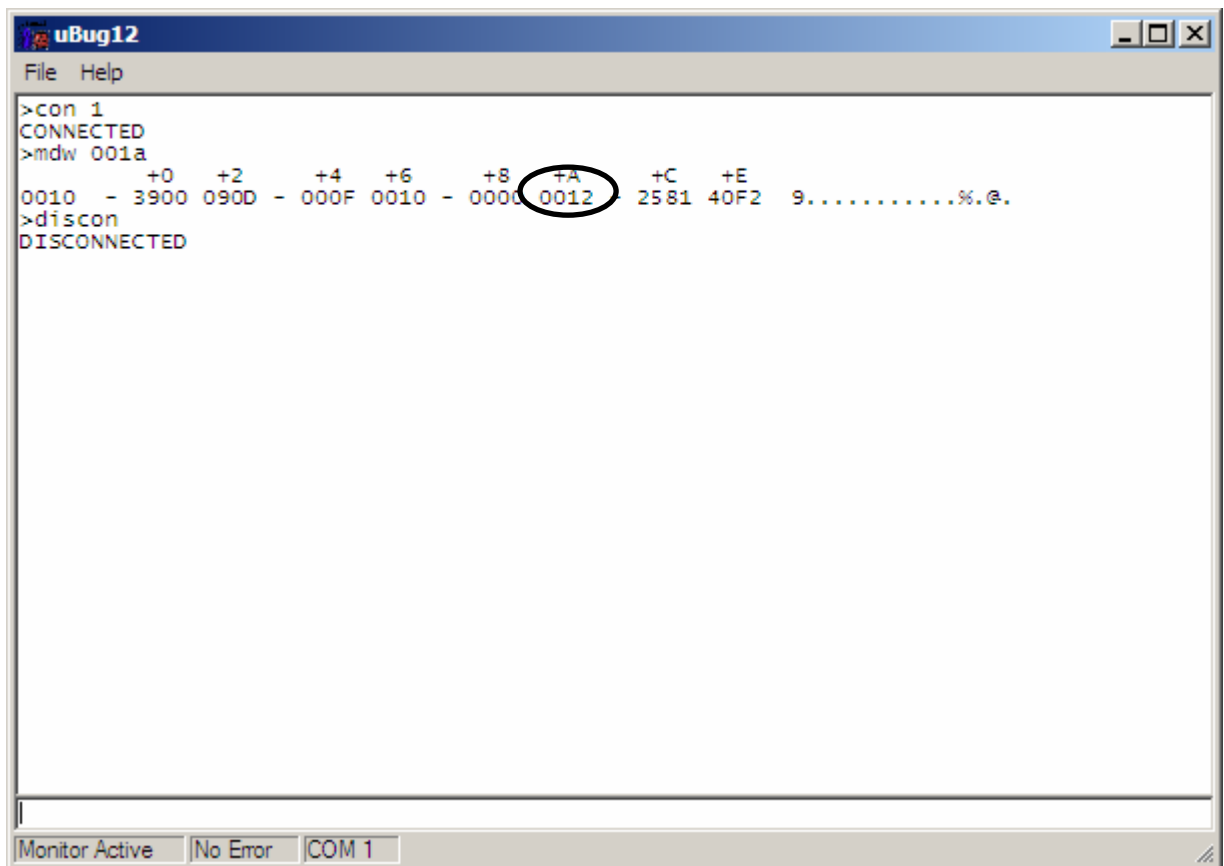 uBug12
File Help
>con 1
CONNECTED
>mdw 001a
+0 +2 +4 +6 +8 +A +C +E
0010 - 3900 090D - 000F 0010 - 0000 0012 - 2581 40F2 9...........%.@.
>discon
DISCONNECTED
Monitor Active No Error COM 1